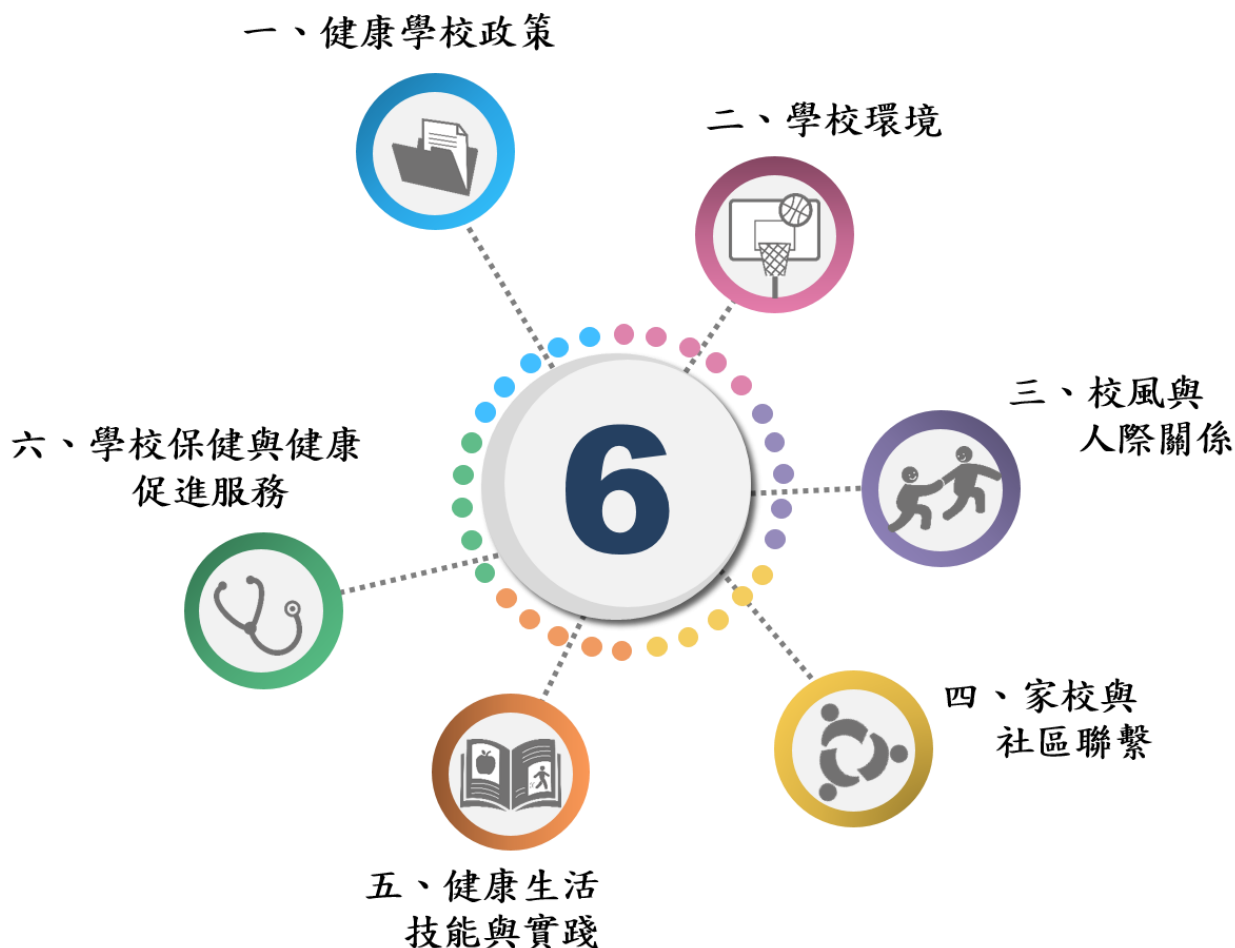 一、健康學校政策
二、學校環境
三、校風與
人際關係
四、家校與
社區聯繫
五、健康生活
技能與實踐
六、學校保健與健康
促進服務
6